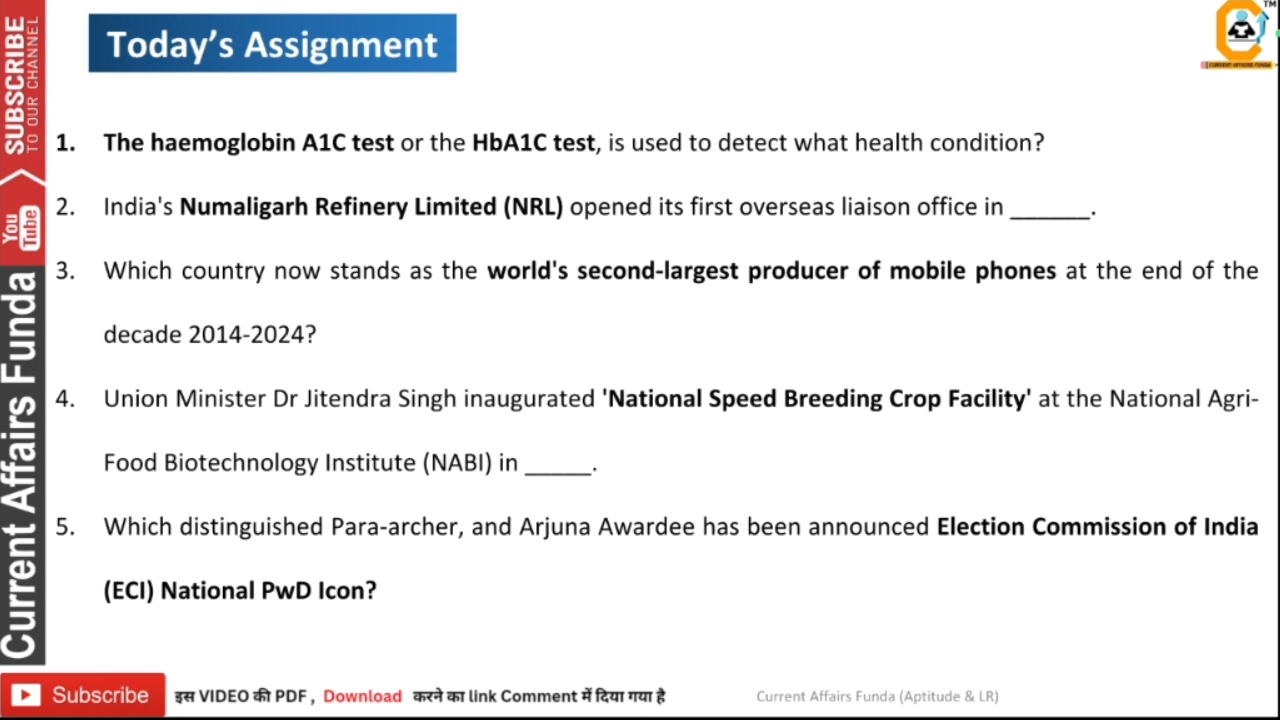 Today's Assignment
TM
CURRENT AFFAIRS FUNDA
SUBSCRIBE
TO OUR CHANNEL
You
Tube
Current Affairs Funda
1. The haemoglobin A1C test or the HbA1C test, is used to detect what health condition?
2. India's Numaligarh Refinery Limited (NRL) opened its first overseas liaison office in ______.
3. Which country now stands as the world's second-largest producer of mobile phones at the end of the
decade 2014-2024?
4. Union Minister Dr Jitendra Singh inaugurated 'National Speed Breeding Crop Facility' at the National Agri-
Food Biotechnology Institute (NABI) in _____.
5. Which distinguished Para-archer, and Arjuna Awardee has been announced Election Commission of India
(ECI) National PwD Icon?
Subscribe
इस VIDEO की PDF , Download करने का link Comment में दिया गया है
Current Affairs Funda (Aptitude & LR)